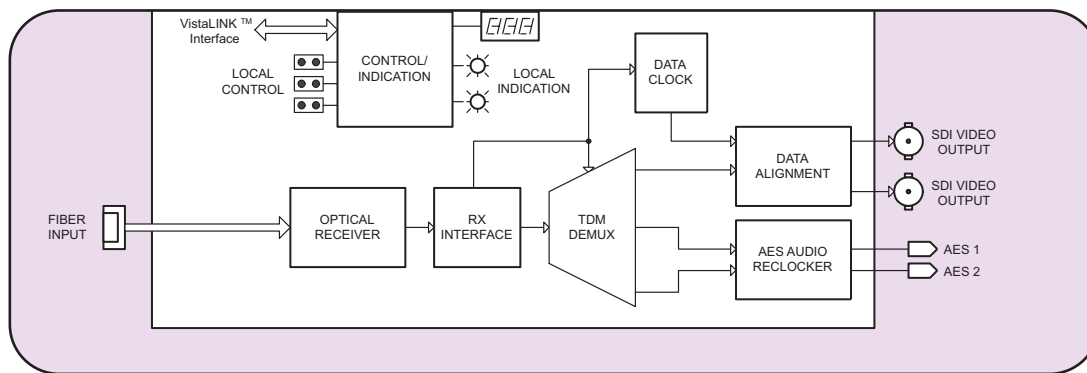 VistaLINK ™
Interface
LOCAL
CONTROL
CONTROL/
INDICATION
LOCAL
INDICATION
DATA
CLOCK
DATA
ALIGNMENT
SDI VIDEO
OUTPUT
SDI VIDEO
OUTPUT
FIBER
INPUT
OPTICAL
RECEIVER
RX
INTERFACE
TDM
DEMUX
AES AUDIO
RECLOCKER
AES 1
AES 2